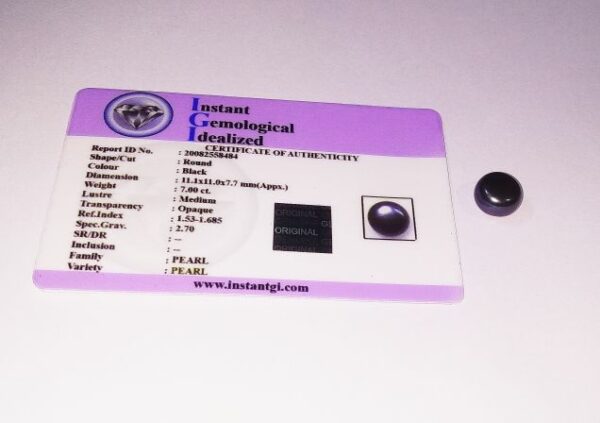 Instant
Gemological
Idealized
CERTIFICATE OF AUTHENTICITY
Report ID No. : 20082558484
Shape/Cut : Round
Colour : Black
Diamension : 11.1x11.0x7.7 mm(Appx.)
Weight : 7.00 ct.
Lustre : Medium
Transparency : Opaque
Ref.Index : 1.53-1.685
Spec.Grav. : 2.70
SR/DR : --
Inclusion : --
Family : PEARL
Variety : PEARL
ORIGINAL
ORIGINAL
www.instantgi.com